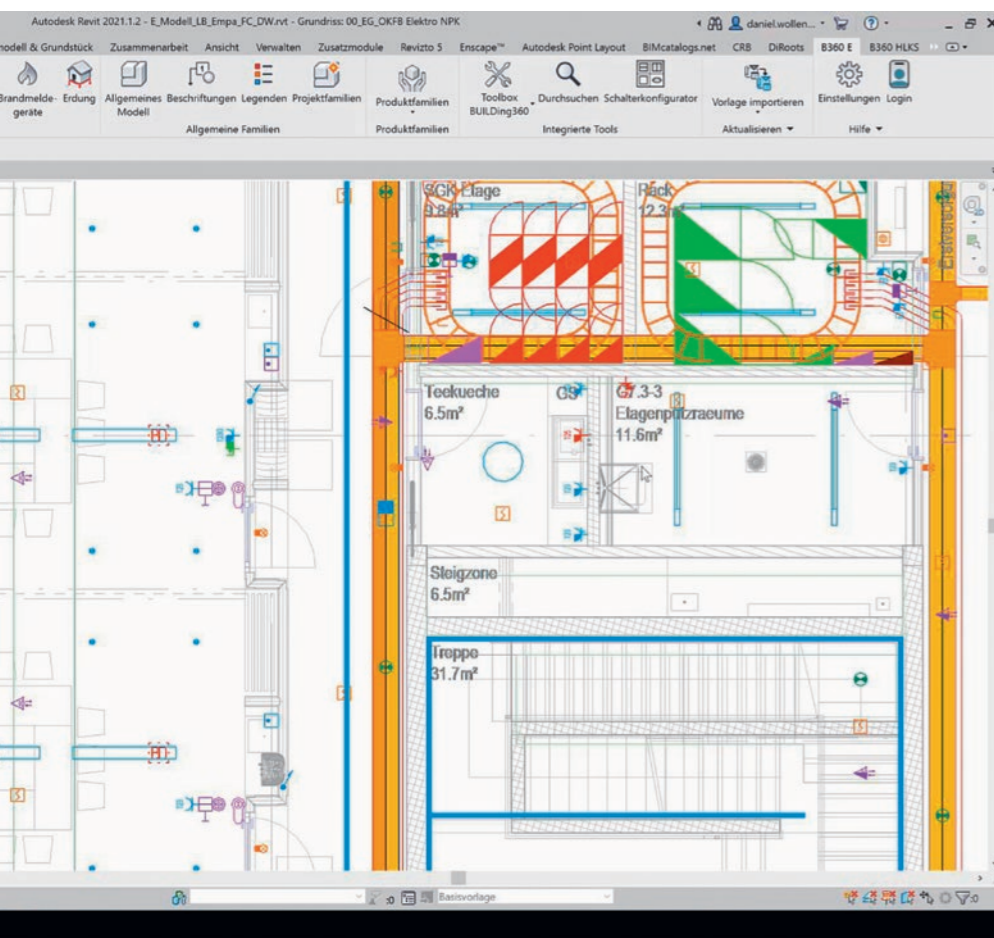 Autodesk Revit 2021.1.2 - E_Modell_LB_Empa_FC_DW.rvt - Grundriss: 00_EG_OKFB Elektro NPK
daniel.wollen...
odell & Grundstück Zusammenarbeit Ansicht Verwalten Zusatzmodule Revizto 5 Enscape™ Autodesk Point Layout BIMcatalogs.net CRB DiRoots B360 E B360 HLKS
Brandmelde-geräte Erdung Allgemeines Modell Beschriftungen Legenden Projektfamilien Produktfamilien Toolbox BUILDing360 Durchsuchen Schalterkonfigurator Vorlage importieren Einstellungen Login
Allgemeine Familien Produktfamilien Integrierte Tools Aktualisieren Hilfe
SGK Etage
9.8m²
Rack
12.3m²
Teekueche
6.5m²
G7.3-3
Etagenputzraeume
11.6m²
Steigzone
6.5m²
Treppe
31.7m²
:0 Basisvorlage :0